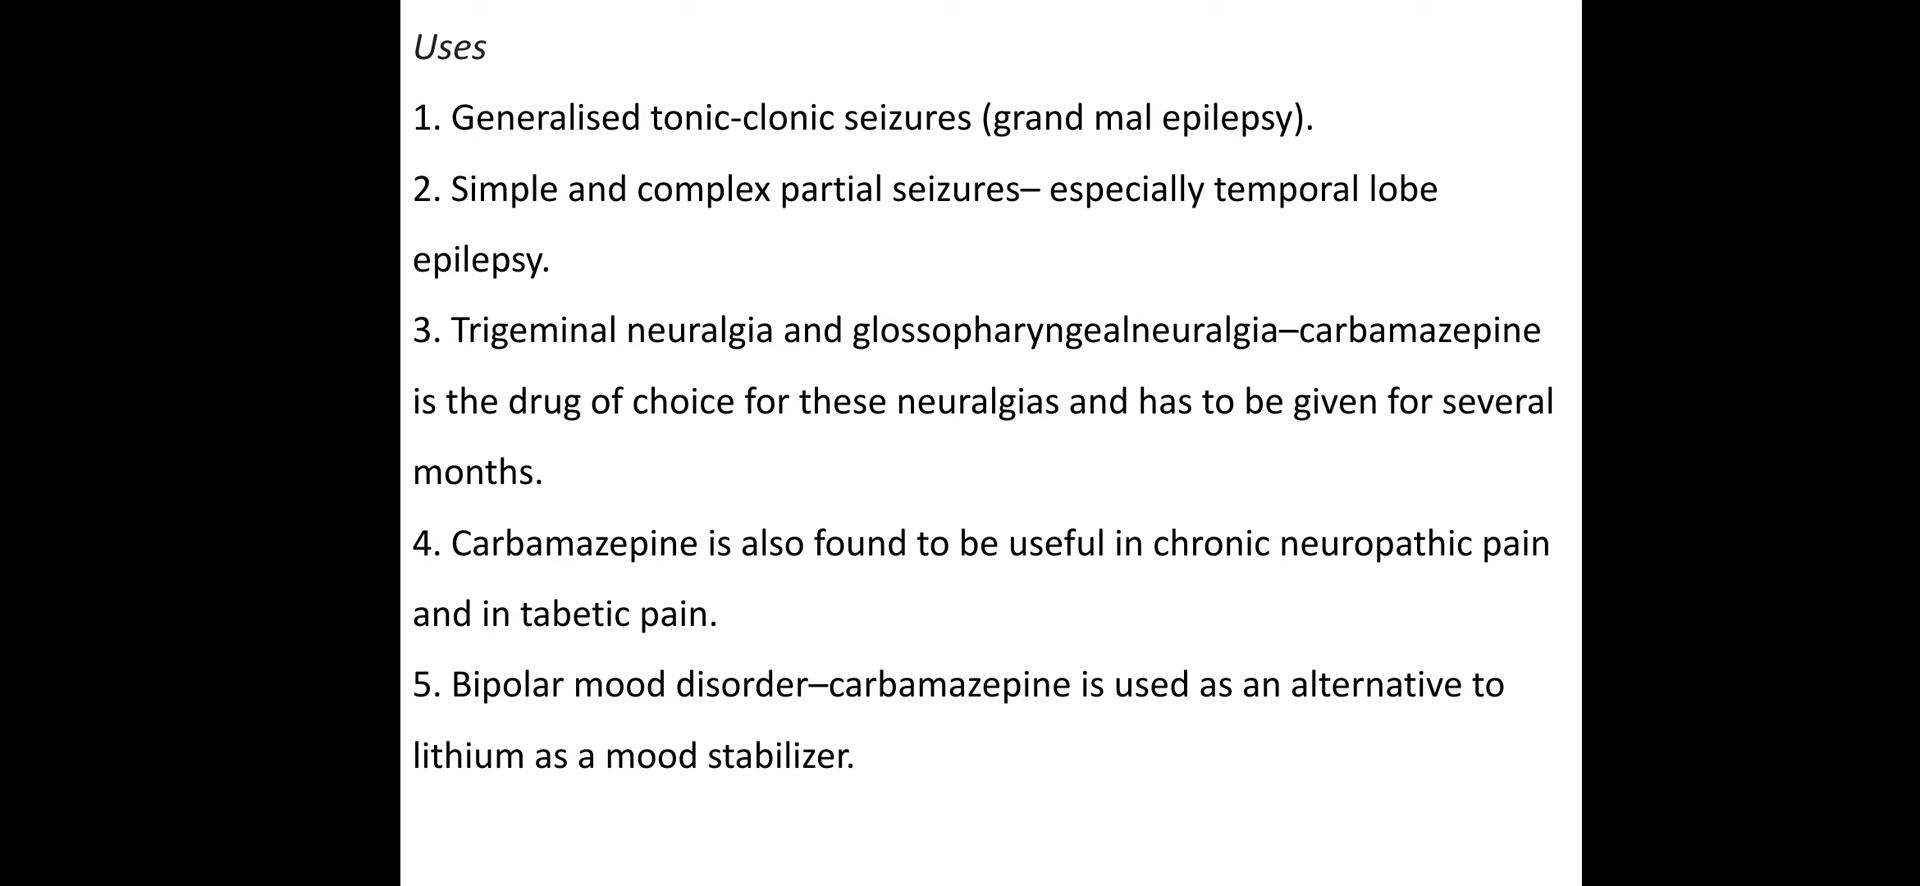 Uses
1. Generalised tonic-clonic seizures (grand mal epilepsy).
2. Simple and complex partial seizures– especially temporal lobe
epilepsy.
3. Trigeminal neuralgia and glossopharyngealneuralgia–carbamazepine
is the drug of choice for these neuralgias and has to be given for several
months.
4. Carbamazepine is also found to be useful in chronic neuropathic pain
and in tabetic pain.
5. Bipolar mood disorder–carbamazepine is used as an alternative to
lithium as a mood stabilizer.